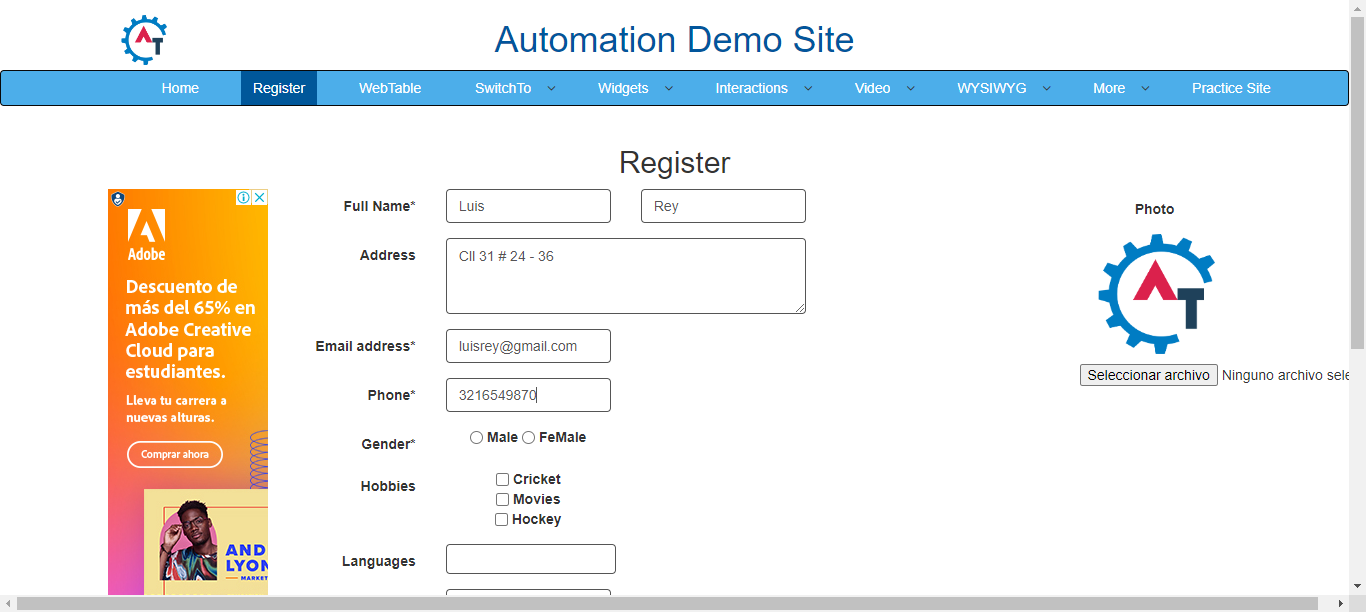 AT
Automation Demo Site
Home Register WebTable SwitchTo Widgets Interactions Video WYSIWYG More Practice Site
Register
Adobe
Descuento de
más del 65% en
Adobe Creative
Cloud para
estudiantes.
Lleva tu carrera a
nuevas alturas.
Comprar ahora
AND
LYON
MARKET
Full Name* Luis Rey
Address Cll 31 # 24 - 36
Email address* luisrey@gmail.com
Phone* 3216549870
Gender* Male FeMale
Hobbies Cricket
Movies
Hockey
Languages
Photo
AT
Seleccionar archivo Ninguno archivo sele